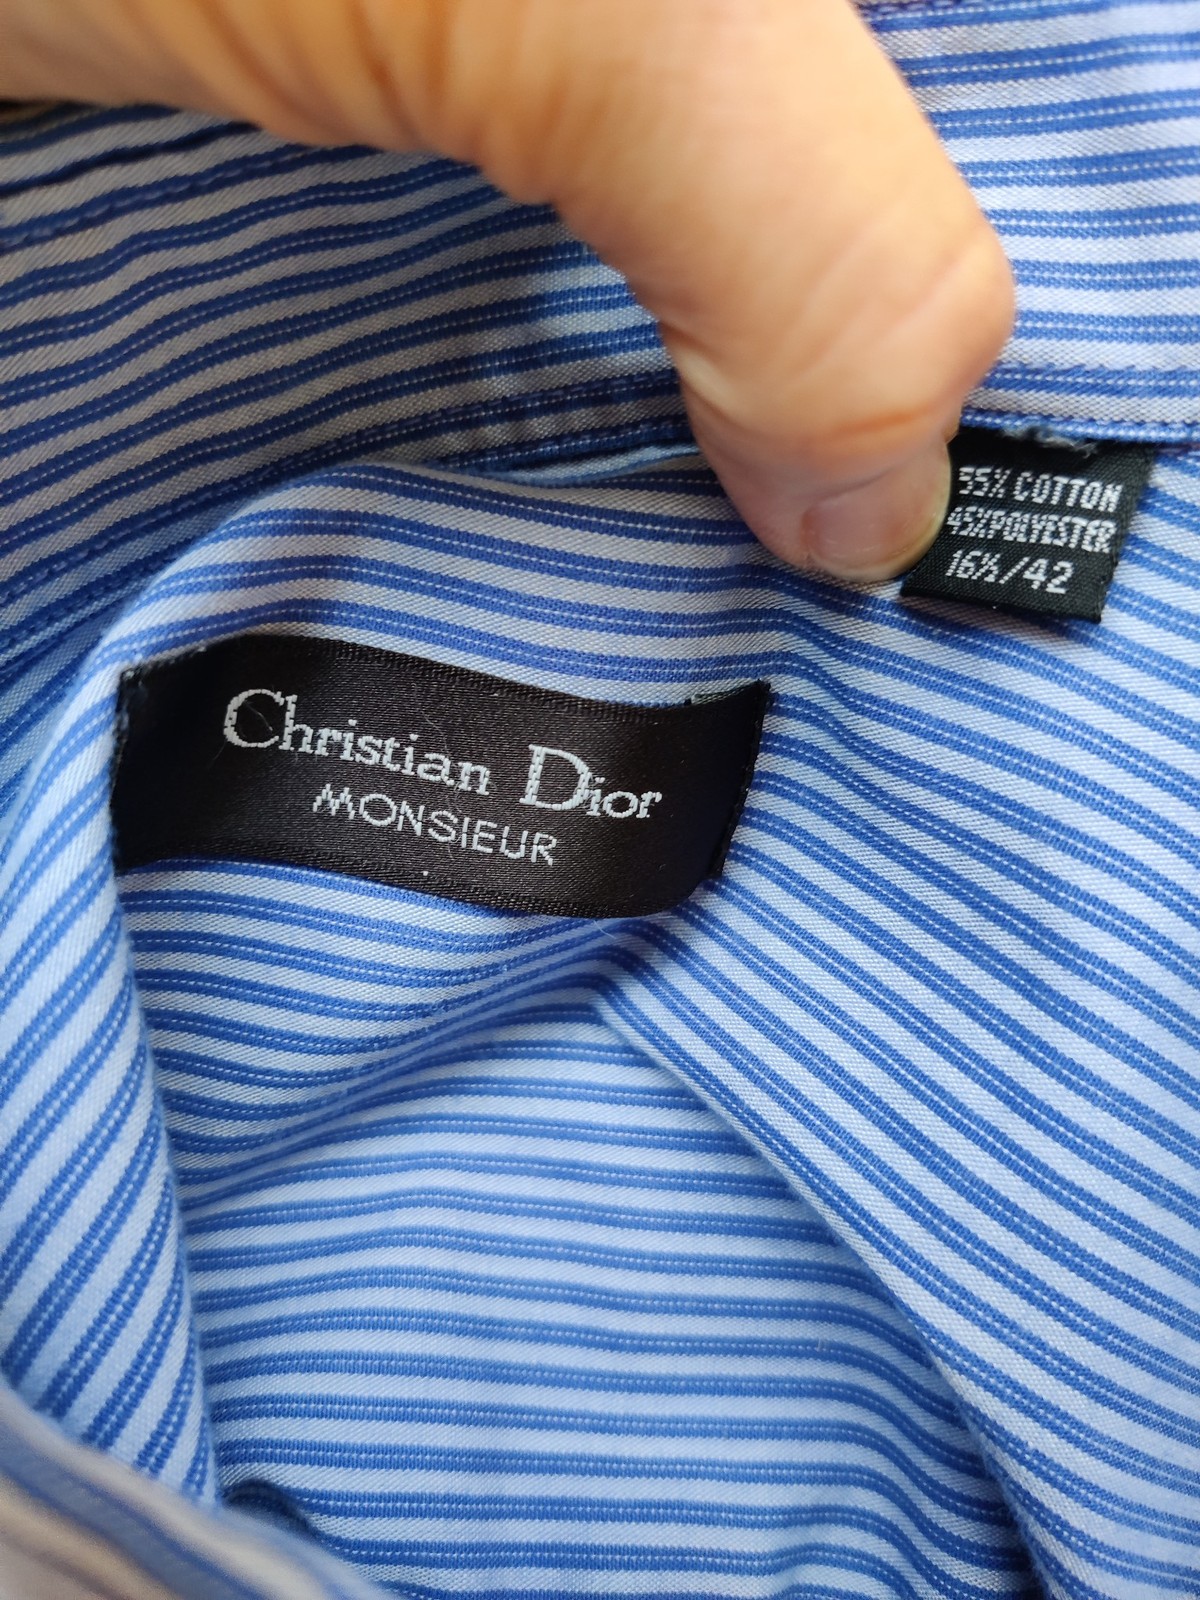 55% COTTON
45% POLYESTER
16½/42
Christian Dior
MONSIEUR